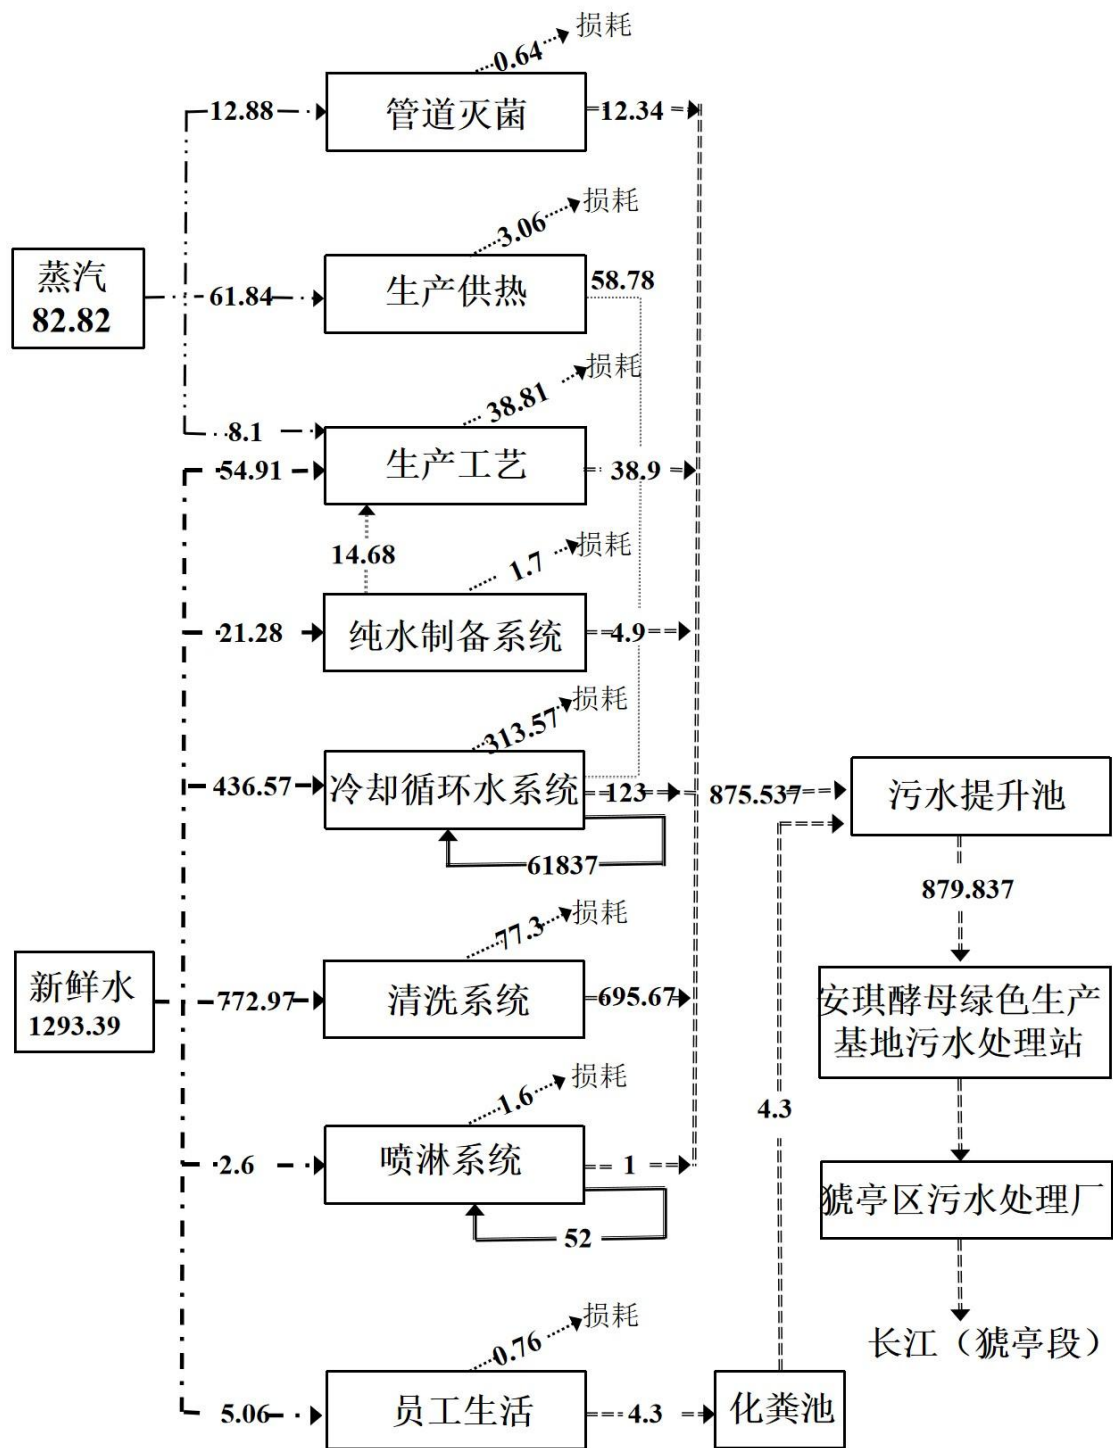 损耗
0.64
12.88
管道灭菌
12.34
损耗
3.06
蒸汽
82.82
61.84
生产供热
58.78
损耗
38.81
8.1
54.91
生产工艺
38.9
14.68
损耗
1.7
21.28
纯水制备系统
4.9
损耗
313.57
436.57
冷却循环水系统
123
61837
875.537
污水提升池
879.837
损耗
77.3
新鲜水
1293.39
772.97
清洗系统
695.67
安琪酵母绿色生产
基地污水处理站
损耗
1.6
2.6
喷淋系统
1
52
4.3
猇亭区污水处理厂
长江（猇亭段）
损耗
0.76
5.06
员工生活
4.3
化粪池